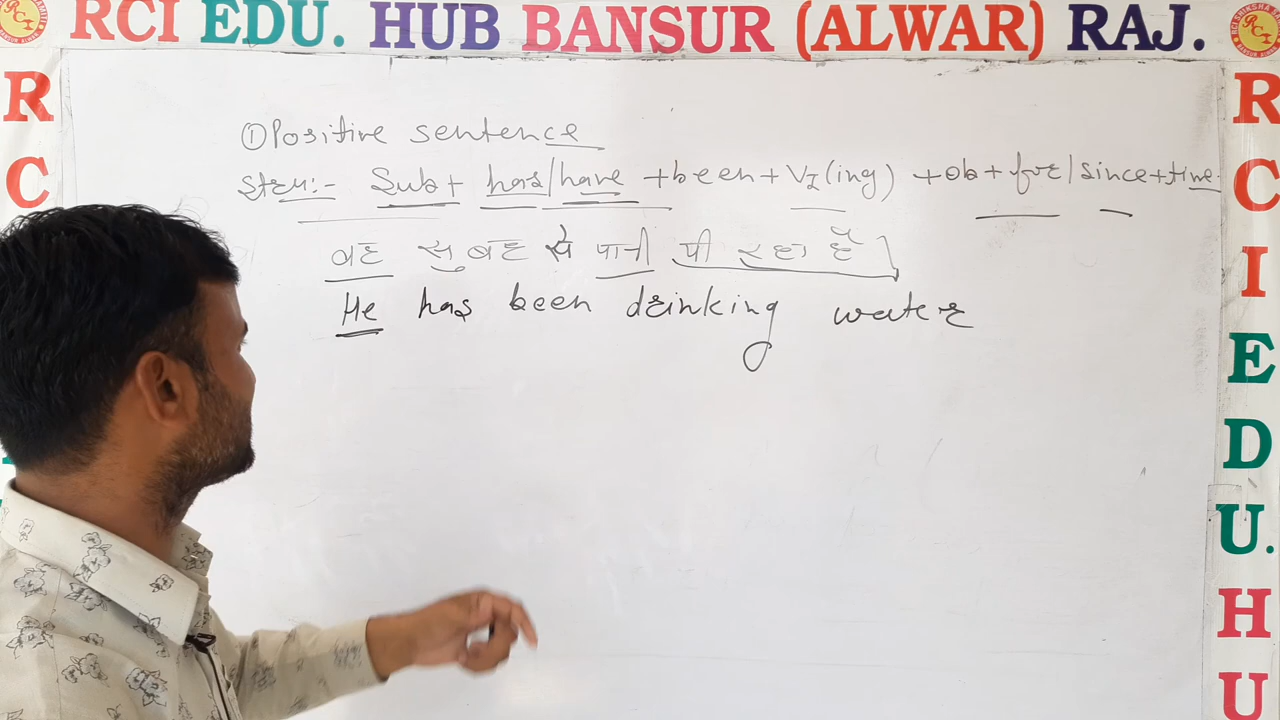 RCI EDU. HUB BANSUR (ALWAR) RAJ.
① Positive sentence
Stru:- Sub + has/have + been + V1(ing) + ob + for/since + time.
वह सुबह से पानी पी रहा है।
He has been drinking water
R
C
R
C
I
E
D
U.
H
U